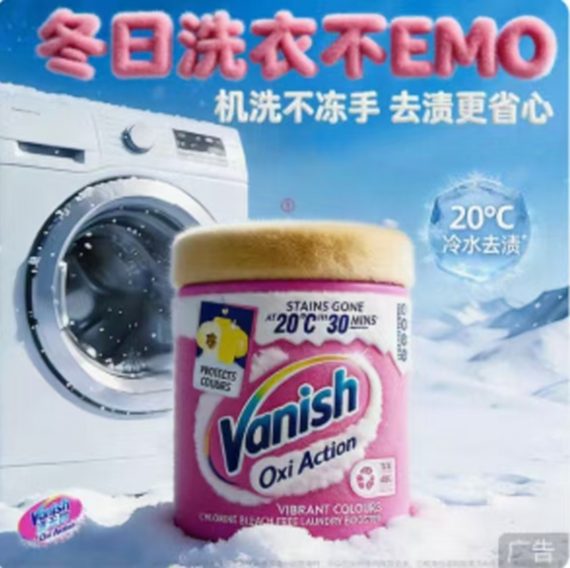 冬日洗衣不EMO
机洗不冻手 去渍更省心
20°C
冷水去渍
STAINS GONE
AT 20°C IN 30 MINS
PROTECTS
COLOURS
Vanish
Oxi Action
VIBRANT COLOURS
CHLORINE BLEACH FREE LAUNDRY BOOSTER
Vanish
Oxi Action
广告